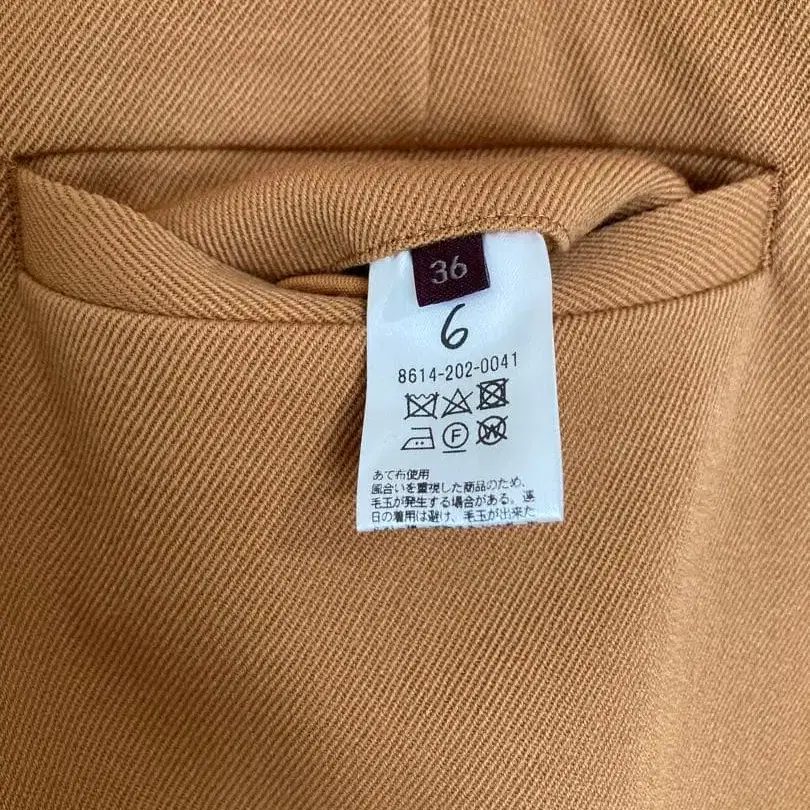 36
6
8614-202-0041
F
W
あて布使用
風合いを重視した商品のため、
毛玉が発生する場合がある。連
日の着用は避け、毛玉が出来た